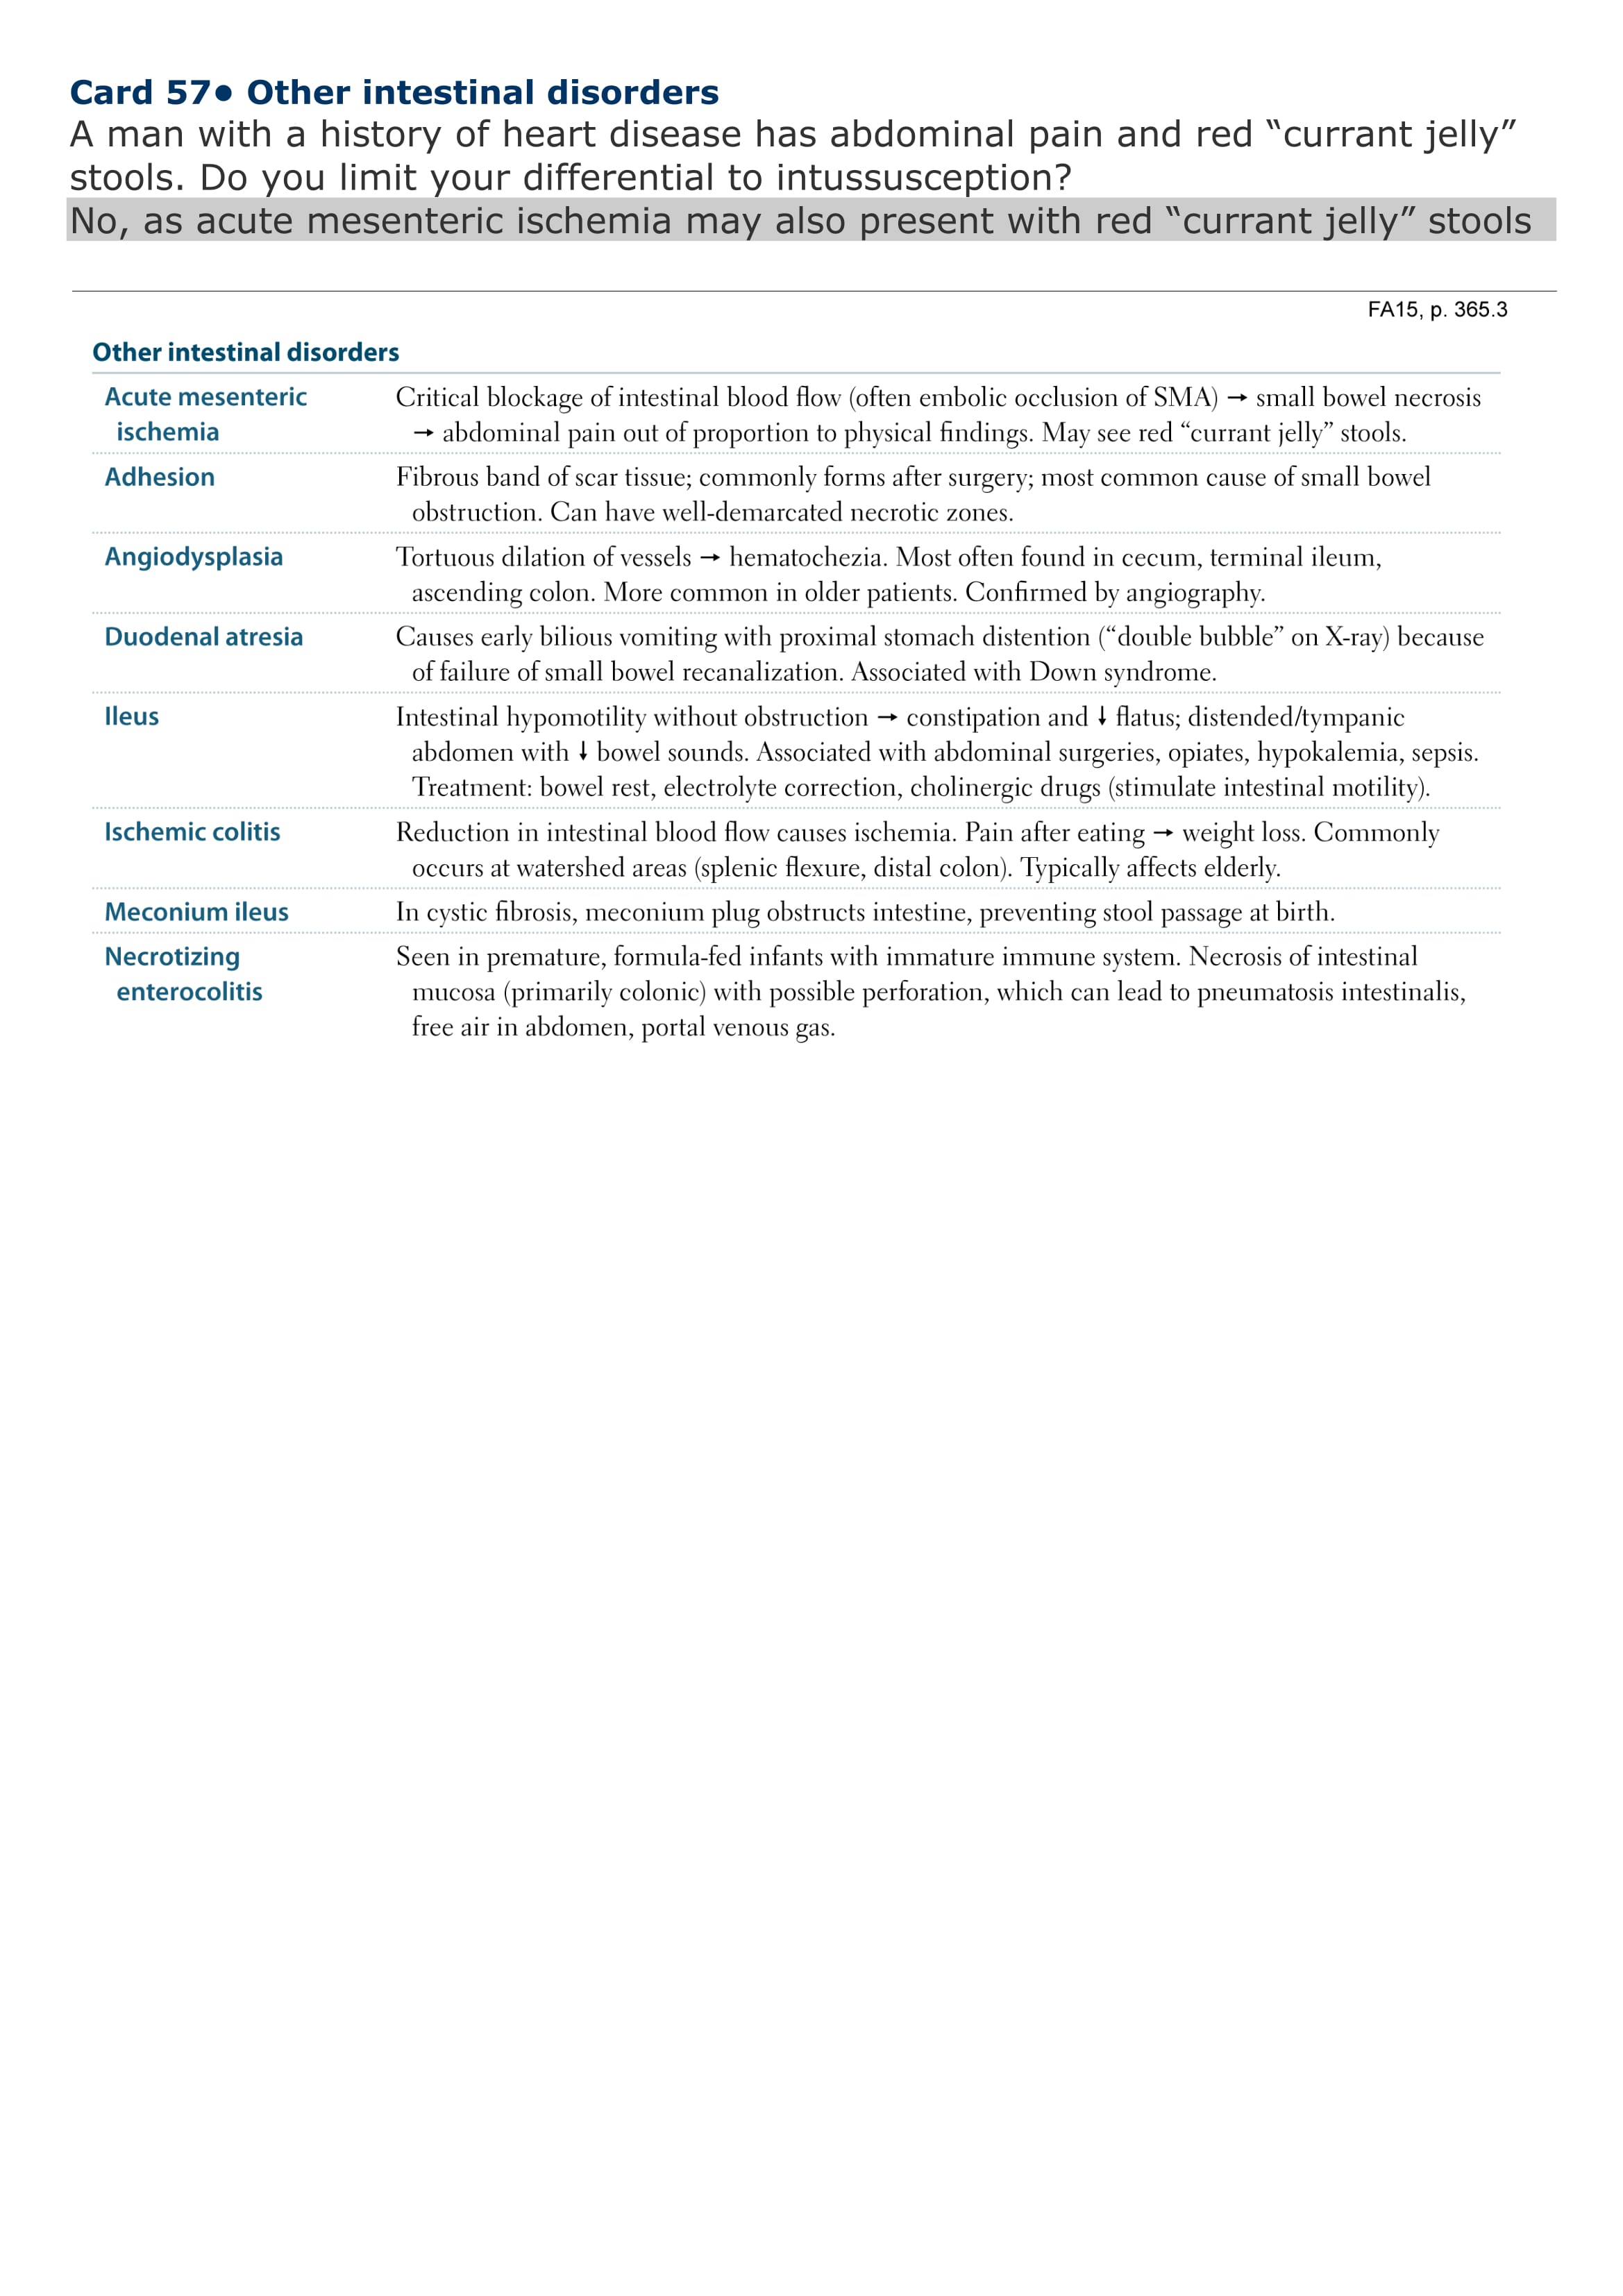 Card 57● Other intestinal disorders
A man with a history of heart disease has abdominal pain and red “currant jelly”
stools. Do you limit your differential to intussusception?
No, as acute mesenteric ischemia may also present with red “currant jelly” stools
FA15, p. 365.3
Other intestinal disorders
Acute mesenteric
ischemia
Critical blockage of intestinal blood flow (often embolic occlusion of SMA) → small bowel necrosis
→ abdominal pain out of proportion to physical findings. May see red “currant jelly” stools.
Adhesion
Fibrous band of scar tissue; commonly forms after surgery; most common cause of small bowel
obstruction. Can have well-demarcated necrotic zones.
Angiodysplasia
Tortuous dilation of vessels → hematochezia. Most often found in cecum, terminal ileum,
ascending colon. More common in older patients. Confirmed by angiography.
Duodenal atresia
Causes early bilious vomiting with proximal stomach distention (“double bubble” on X-ray) because
of failure of small bowel recanalization. Associated with Down syndrome.
Ileus
Intestinal hypomotility without obstruction → constipation and ↓ flatus; distended/tympanic
abdomen with ↓ bowel sounds. Associated with abdominal surgeries, opiates, hypokalemia, sepsis.
Treatment: bowel rest, electrolyte correction, cholinergic drugs (stimulate intestinal motility).
Ischemic colitis
Reduction in intestinal blood flow causes ischemia. Pain after eating → weight loss. Commonly
occurs at watershed areas (splenic flexure, distal colon). Typically affects elderly.
Meconium ileus
In cystic fibrosis, meconium plug obstructs intestine, preventing stool passage at birth.
Necrotizing
enterocolitis
Seen in premature, formula-fed infants with immature immune system. Necrosis of intestinal
mucosa (primarily colonic) with possible perforation, which can lead to pneumatosis intestinalis,
free air in abdomen, portal venous gas.